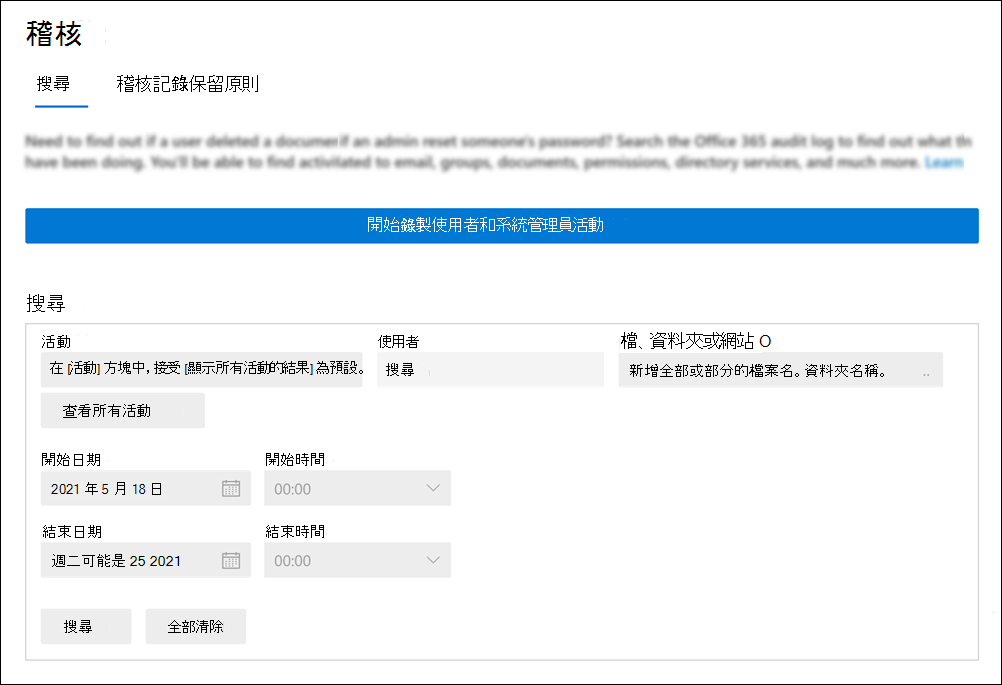 稽核
搜尋 稽核記錄保留原則
Need to find out if a user deleted a document if an admin reset someone's password? Search the Office 365 audit log to find out what th
have been doing. You'll be able to find activilated to email, groups, documents, permissions, directory services, and much more. Learn
開始錄製使用者和系統管理員活動
搜尋
活動 使用者 檔、資料夾或網站 O
在 [活動] 方塊中，接受 [顯示所有活動的結果] 為預設。 搜尋 新增全部或部分的檔案名。資料夾名稱。 ..
查看所有活動
開始日期 開始時間
2021 年 5 月 18 日 00:00
結束日期 結束時間
週二可能是 25 2021 00:00
搜尋 全部清除